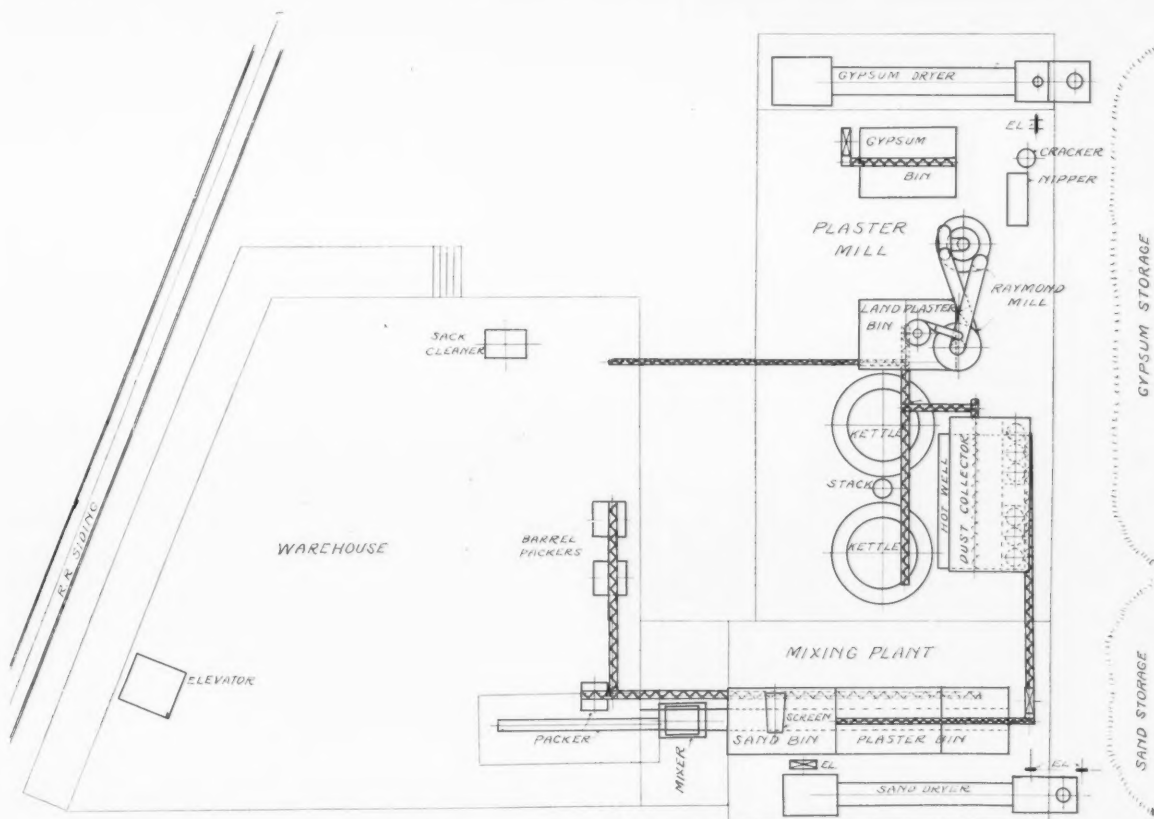 GYPSUM DRYER
EL
GYPSUM
BIN
CRACKER
NIPPER
PLASTER
MILL
RAYMOND
MILL
LAND PLASTER
BIN
GYPSUM STORAGE
SACK
CLEANER
KETTLE
STACK
KETTLE
HOT WELL
DUST COLLECTOR
R.R. SIDING
WAREHOUSE
BARREL
PACKERS
ELEVATOR
MIXING PLANT
SAND STORAGE
PACKER
MIXER
SCREEN
SAND BIN
PLASTER BIN
EL
EL
SAND DRYER